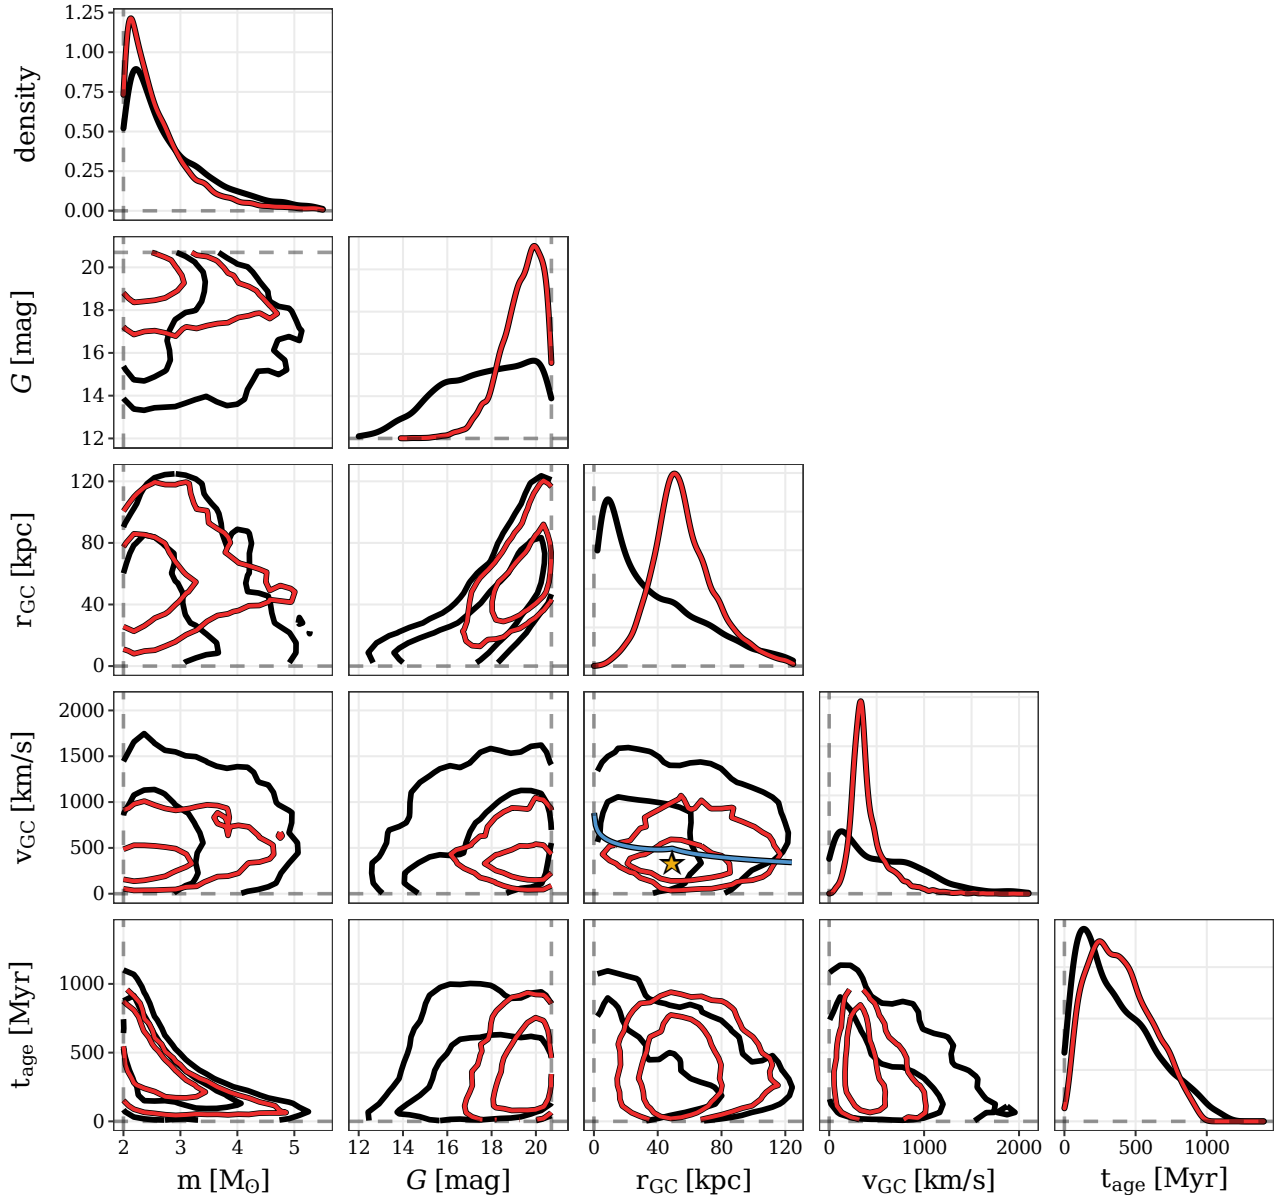 density
1.25
1.00
0.75
0.50
0.25
0.00
G [mag]
20
18
16
14
12
r_GC [kpc]
120
80
40
0
v_GC [km/s]
2000
1500
1000
500
0
t_age [Myr]
1000
500
0
2 3 4 5
12 14 16 18 20
0 40 80 120
0 1000 2000
0 500 1000
m [M_⊙]
G [mag]
r_GC [kpc]
v_GC [km/s]
t_age [Myr]